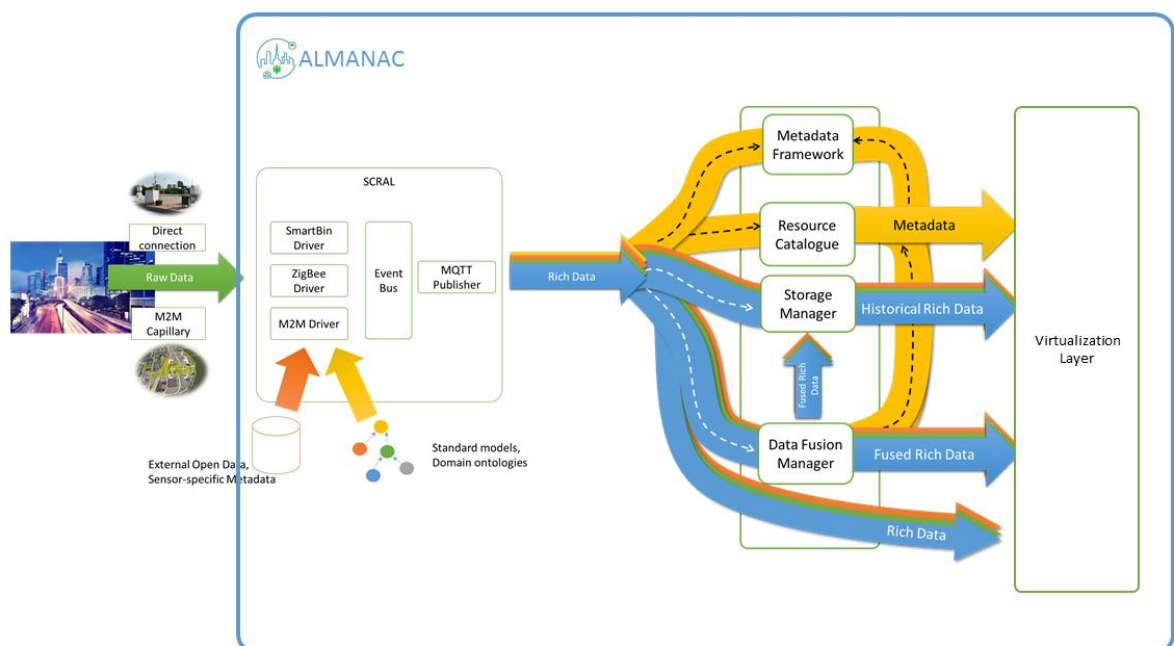 ALMANAC
SCRAL
Direct
connection
Raw Data
M2M
Capillary
SmartBin
Driver
ZigBee
Driver
M2M Driver
Event
Bus
MQTT
Publisher
External Open Data,
Sensor-specific Metadata
Standard models,
Domain ontologies
Rich Data
Metadata
Framework
Resource
Catalogue
Metadata
Storage
Manager
Historical Rich Data
Fused Rich
Data
Data Fusion
Manager
Fused Rich Data
Rich Data
Virtualization
Layer